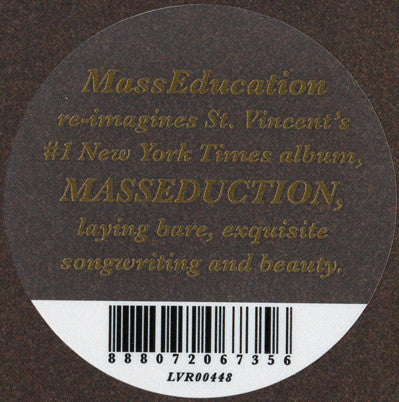 MassEducation
re-imagines St. Vincent's
#1 New York Times album,
MASSEDUCTION,
laying bare, exquisite
songwriting and beauty.
888072067356
LVR00448